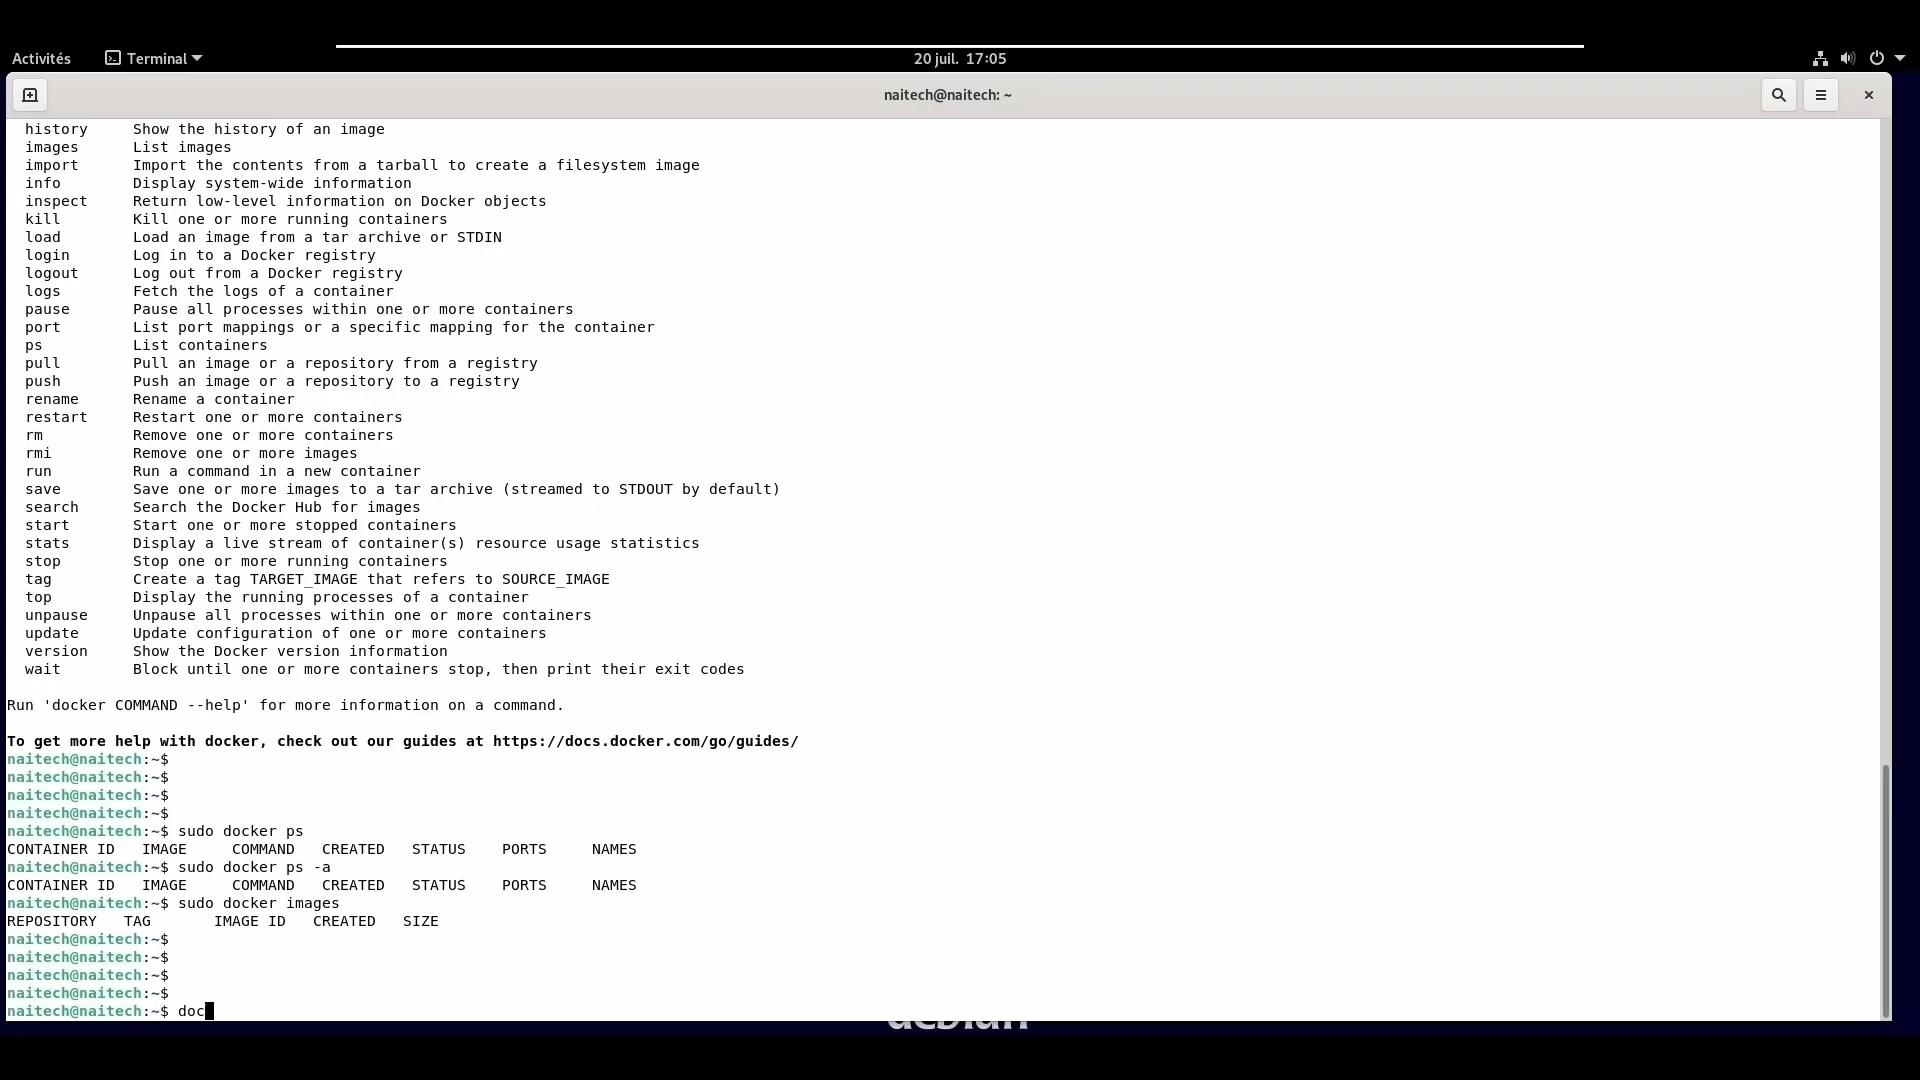 Activités Terminal 20 juil. 17:05
naitech@naitech: ~
history Show the history of an image
images List images
import Import the contents from a tarball to create a filesystem image
info Display system-wide information
inspect Return low-level information on Docker objects
kill Kill one or more running containers
load Load an image from a tar archive or STDIN
login Log in to a Docker registry
logout Log out from a Docker registry
logs Fetch the logs of a container
pause Pause all processes within one or more containers
port List port mappings or a specific mapping for the container
ps List containers
pull Pull an image or a repository from a registry
push Push an image or a repository to a registry
rename Rename a container
restart Restart one or more containers
rm Remove one or more containers
rmi Remove one or more images
run Run a command in a new container
save Save one or more images to a tar archive (streamed to STDOUT by default)
search Search the Docker Hub for images
start Start one or more stopped containers
stats Display a live stream of container(s) resource usage statistics
stop Stop one or more running containers
tag Create a tag TARGET_IMAGE that refers to SOURCE_IMAGE
top Display the running processes of a container
unpause Unpause all processes within one or more containers
update Update configuration of one or more containers
version Show the Docker version information
wait Block until one or more containers stop, then print their exit codes
Run 'docker COMMAND --help' for more information on a command.
To get more help with docker, check out our guides at https://docs.docker.com/go/guides/
naitech@naitech:~$
naitech@naitech:~$
naitech@naitech:~$
naitech@naitech:~$
naitech@naitech:~$ sudo docker ps
CONTAINER ID IMAGE COMMAND CREATED STATUS PORTS NAMES
naitech@naitech:~$ sudo docker ps -a
CONTAINER ID IMAGE COMMAND CREATED STATUS PORTS NAMES
naitech@naitech:~$ sudo docker images
REPOSITORY TAG IMAGE ID CREATED SIZE
naitech@naitech:~$
naitech@naitech:~$
naitech@naitech:~$
naitech@naitech:~$
naitech@naitech:~$ doc
debian